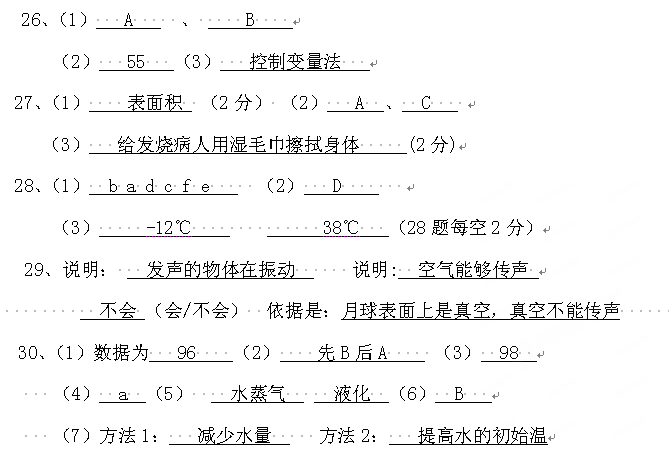 26、(1) A 、 B
(2) 55 (3) 控制变量法
27、(1) 表面积 (2分) (2) A 、 C
(3) 给发烧病人用湿毛巾擦拭身体 (2分)
28、(1) b a d c f e (2) D
(3) -12℃ 38℃ (28题每空2分)
29、说明: 发声的物体在振动 说明: 空气能够传声
不会 (会/不会) 依据是: 月球表面上是真空，真空不能传声
30、(1)数据为 96 (2) 先B后A (3) 98
(4) a (5) 水蒸气 液化 (6) B
(7)方法1: 减少水量 方法2: 提高水的初始温